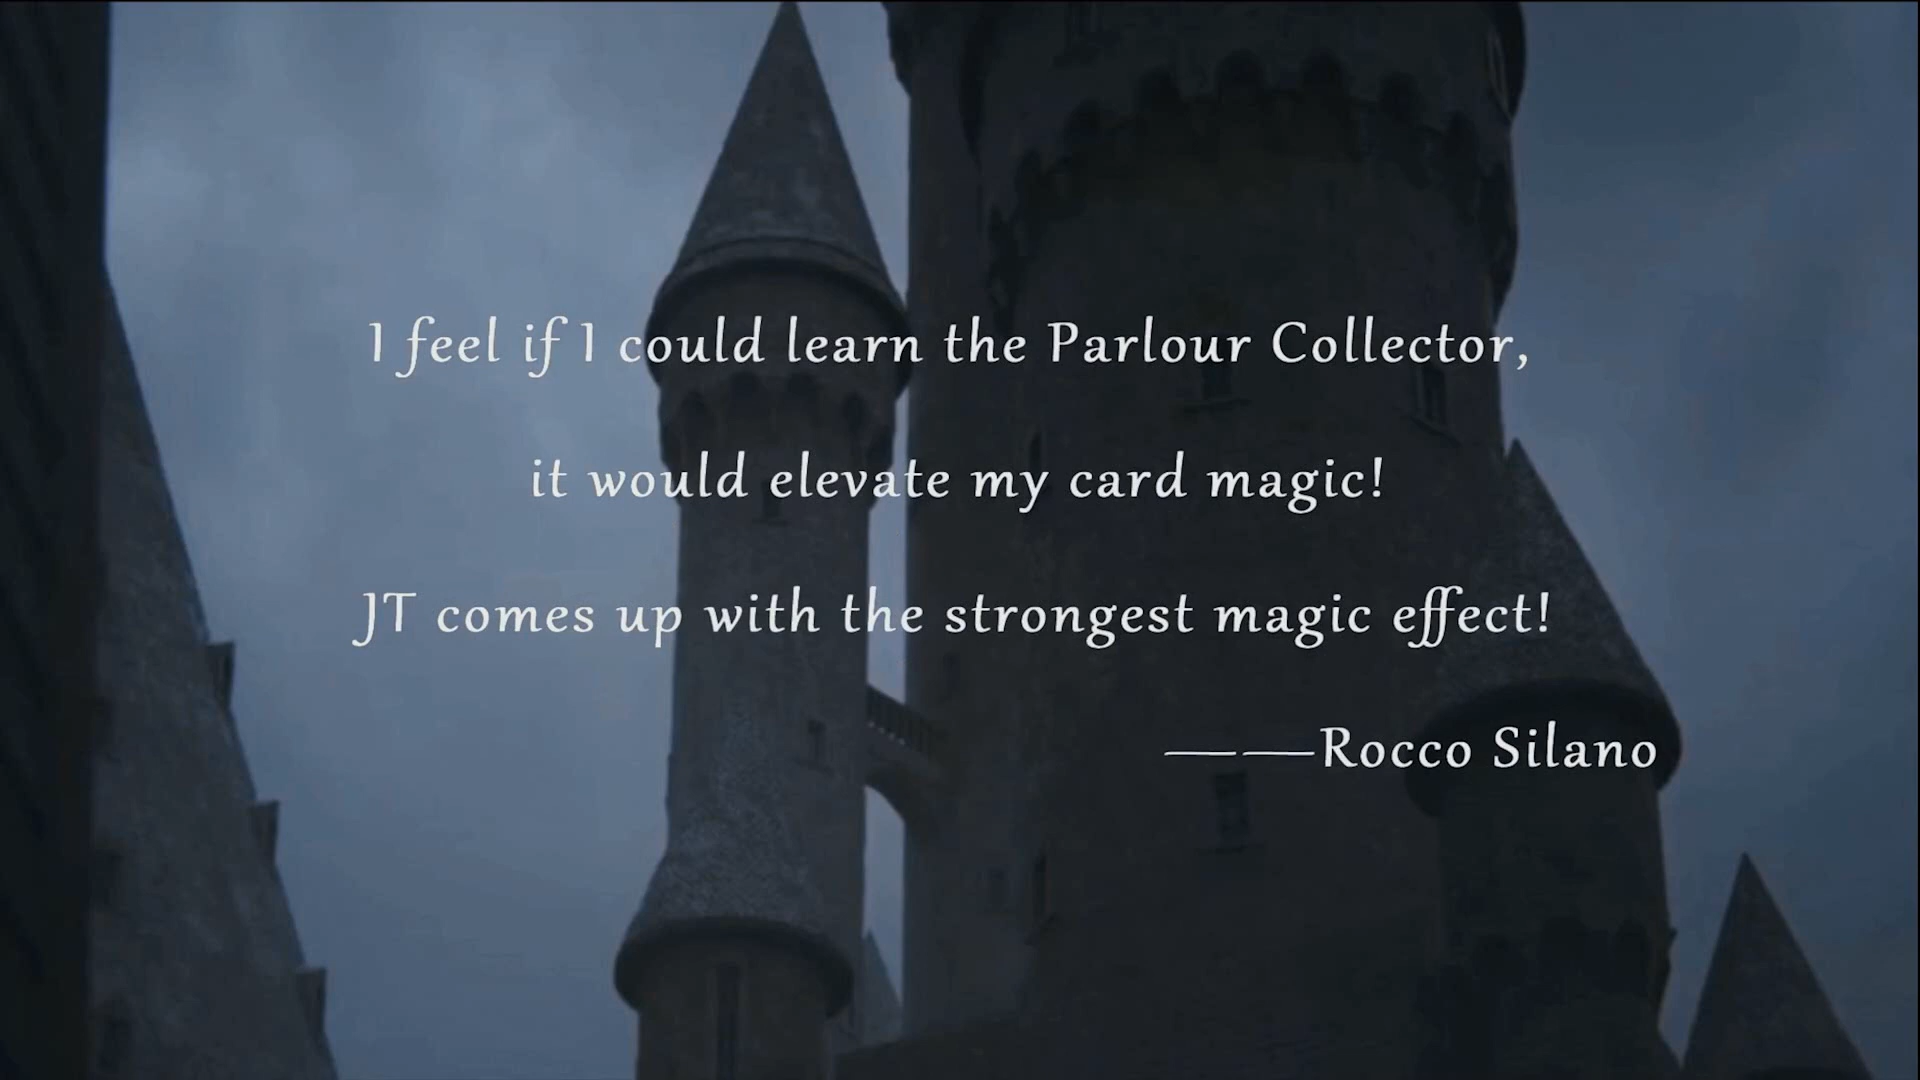 I feel if I could learn the Parlour Collector,
it would elevate my card magic!
JT comes up with the strongest magic effect!
——Rocco Silano